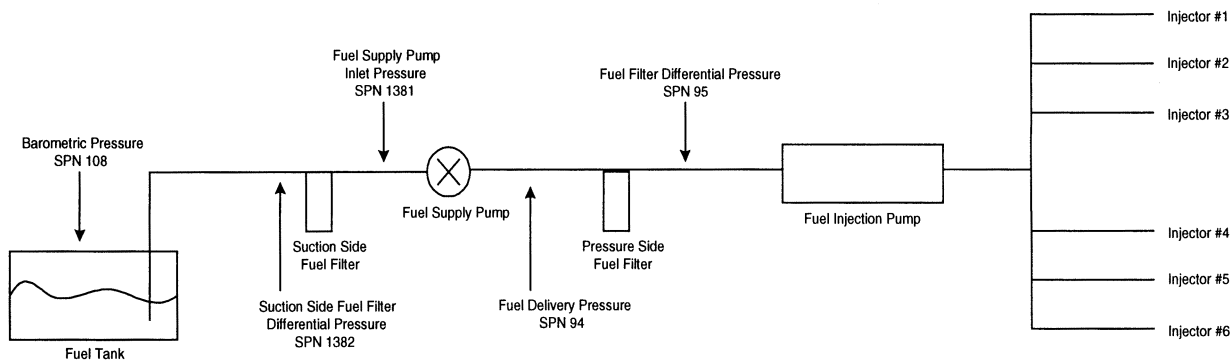 Barometric Pressure
SPN 108
Fuel Tank
Suction Side Fuel Filter
Differential Pressure
SPN 1382
Suction Side
Fuel Filter
Fuel Supply Pump
Inlet Pressure
SPN 1381
Fuel Supply Pump
Fuel Delivery Pressure
SPN 94
Pressure Side
Fuel Filter
Fuel Filter Differential Pressure
SPN 95
Fuel Injection Pump
Injector #1
Injector #2
Injector #3
Injector #4
Injector #5
Injector #6